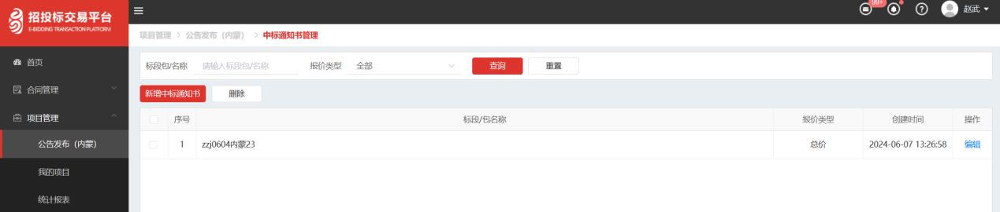 招投标交易平台
E-BIDDING TRANSACTION PLATFORM
99+
赵武
项目管理 > 公告发布（内蒙） > 中标通知书管理
首页
合同管理
项目管理
公告发布（内蒙）
我的项目
统计报表
标段包/名称 请输入标段包/名称 报价类型 全部 查询 重置
新增中标通知书 删除
序号 标段/包名称 报价类型 创建时间 操作
1 zzj0604内蒙23 总价 2024-06-07 13:26:58 编辑